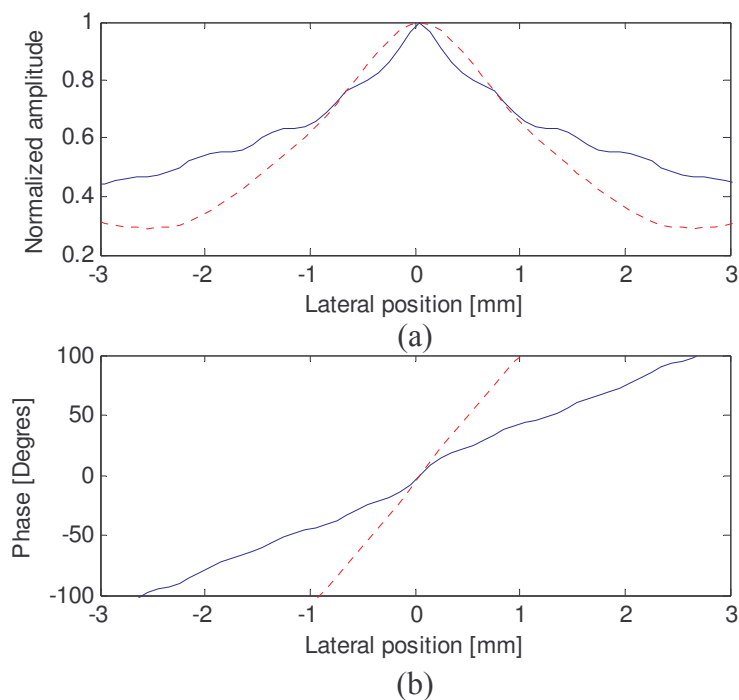 Normalized amplitude
1
0.8
0.6
0.4
0.2
-3 -2 -1 0 1 2 3
Lateral position [mm]
(a)
Phase [Degres]
100
50
0
-50
-100
-3 -2 -1 0 1 2 3
Lateral position [mm]
(b)